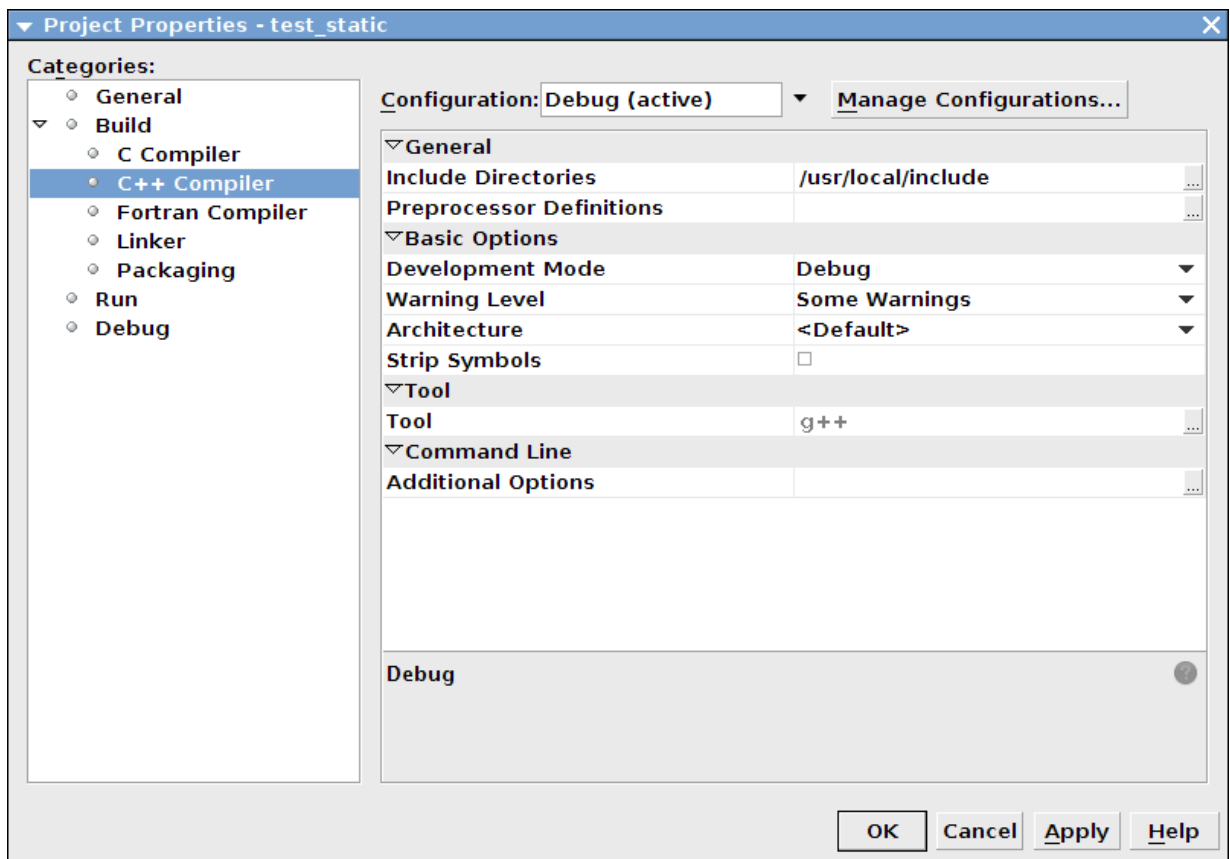 Project Properties - test_static
Categories:
General
Build
C Compiler
C++ Compiler
Fortran Compiler
Linker
Packaging
Run
Debug
Configuration: Debug (active) Manage Configurations...
General
Include Directories /usr/local/include ...
Preprocessor Definitions ...
Basic Options
Development Mode Debug
Warning Level Some Warnings
Architecture <Default>
Strip Symbols
Tool
Tool g++ ...
Command Line
Additional Options ...
Debug ?
OK Cancel Apply Help